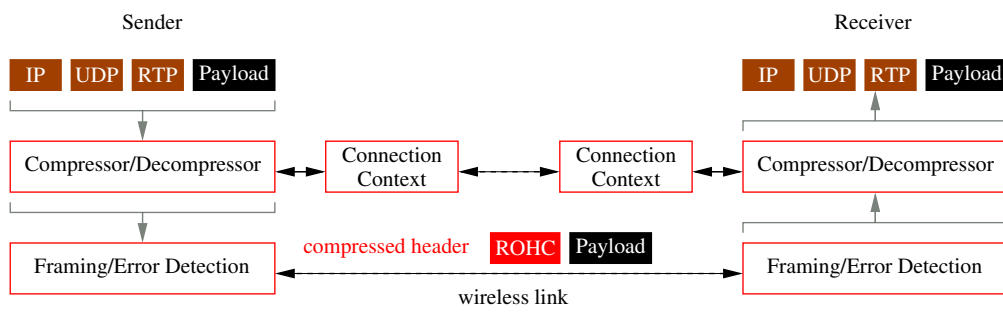 Sender
Receiver
IP UDP RTP Payload
IP UDP RTP Payload
Compressor/Decompressor
Connection
Context
Connection
Context
Compressor/Decompressor
compressed header ROHC Payload
Framing/Error Detection
Framing/Error Detection
wireless link